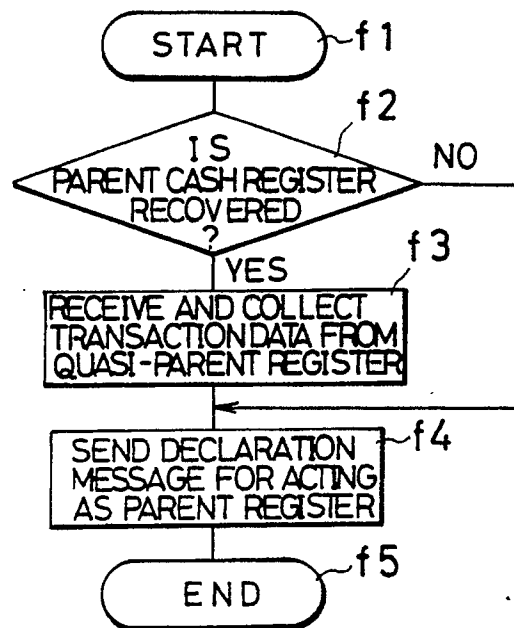 START
f1
f2
IS
PARENT CASH REGISTER
RECOVERED
?
NO
YES
f3
RECEIVE AND COLLECT
TRANSACTION DATA FROM
QUASI-PARENT REGISTER
f4
SEND DECLARATION
MESSAGE FOR ACTING
AS PARENT REGISTER
f5
END